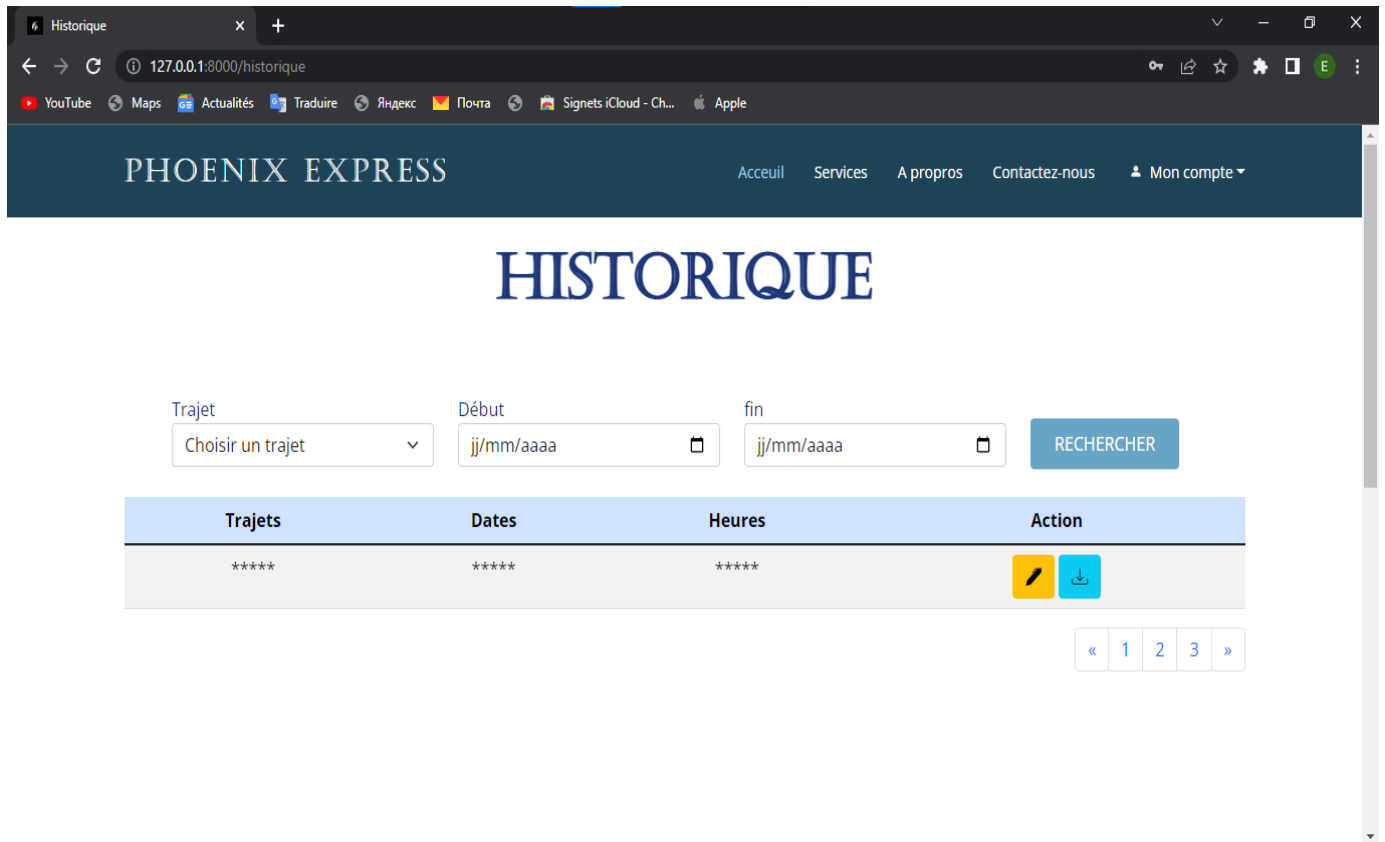 Historique
127.0.0.1:8000/historique
YouTube Maps Actualités Traduire Яндекс Почта Signets iCloud - Ch... Apple
PHOENIX EXPRESS Acceuil Services A propos Contactez-nous Mon compte
HISTORIQUE
Trajet Début fin
Choisir un trajet jj/mm/aaaa jj/mm/aaaa RECHERCHER
Trajets Dates Heures Action
***** ***** *****
« 1 2 3 »